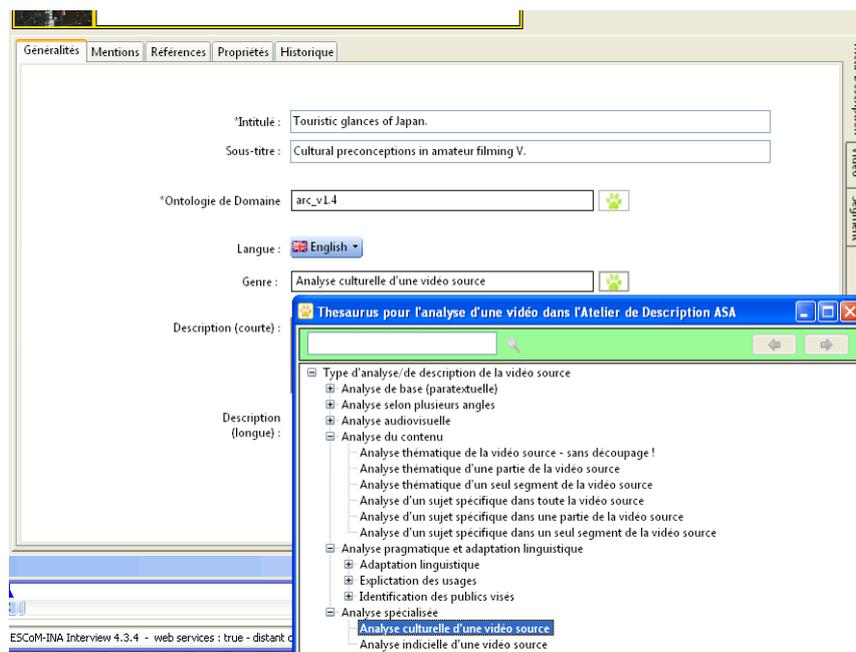 Généralités Mentions Références Propriétés Historique
*Intitulé : Touristic glances of Japan.
Sous-titre : Cultural preconceptions in amateur filming V.
*Ontologie de Domaine arc_v1.4
Langue : English
Genre : Analyse culturelle d'une vidéo source
Description (courte) :
Description
(longue) :
Thesaurus pour l'analyse d'une vidéo dans l'Atelier de Description ASA
Type d'analyse/de description de la vidéo source
Analyse de base (paratextuelle)
Analyse selon plusieurs angles
Analyse audiovisuelle
Analyse du contenu
Analyse thématique de la vidéo source - sans découpage !
Analyse thématique d'une partie de la vidéo source
Analyse thématique d'un seul segment de la vidéo source
Analyse d'un sujet spécifique dans toute la vidéo source
Analyse d'un sujet spécifique dans une partie de la vidéo source
Analyse d'un sujet spécifique dans un seul segment de la vidéo source
Analyse pragmatique et adaptation linguistique
Adaptation linguistique
Explictation des usages
Identification des publics visés
Analyse spécialisée
Analyse culturelle d'une vidéo source
Analyse indicielle d'une vidéo source
ESCoM-INA Interview 4.3.4 - web services : true - distant
Segment